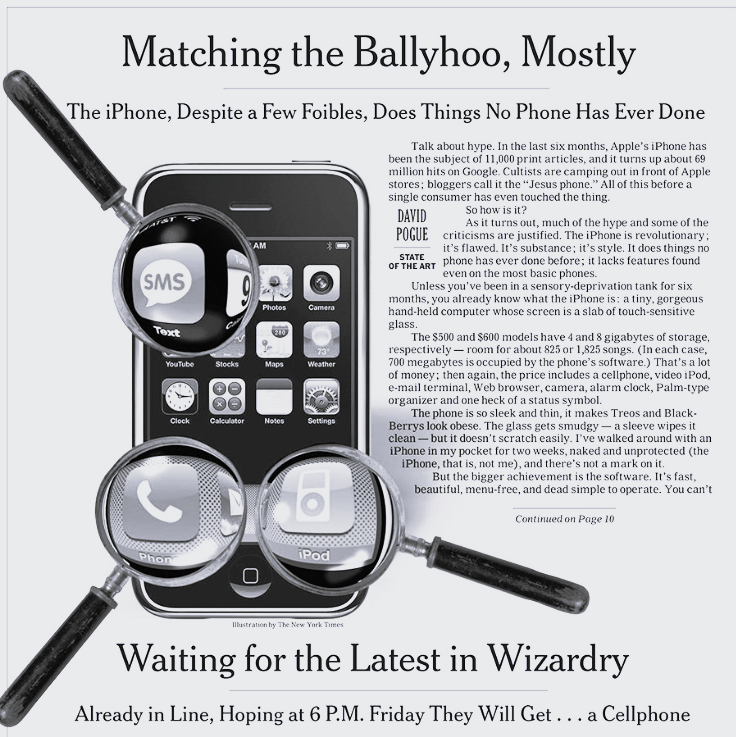 Matching the Ballyhoo, Mostly
The iPhone, Despite a Few Foibles, Does Things No Phone Has Ever Done
AT&T
AM
SMS
Text
9
Photos
Camera
YouTube
Stocks
Maps
Weather
Clock
Calculator
Notes
Settings
Phone
iPod
Illustration by The New York Times
Talk about hype. In the last six months, Apple's iPhone has
been the subject of 11,000 print articles, and it turns up about 69
million hits on Google. Cultists are camping out in front of Apple
stores; bloggers call it the “Jesus phone.” All of this before a
single consumer has even touched the thing.
DAVID
POGUE
STATE
OF THE ART
So how is it?
As it turns out, much of the hype and some of the
criticisms are justified. The iPhone is revolutionary;
it's flawed. It's substance; it's style. It does things no
phone has ever done before; it lacks features found
even on the most basic phones.
Unless you've been in a sensory-deprivation tank for six
months, you already know what the iPhone is: a tiny, gorgeous
hand-held computer whose screen is a slab of touch-sensitive
glass.
The $500 and $600 models have 4 and 8 gigabytes of storage,
respectively — room for about 825 or 1,825 songs. (In each case,
700 megabytes is occupied by the phone's software.) That's a lot
of money; then again, the price includes a cellphone, video iPod,
e-mail terminal, Web browser, camera, alarm clock, Palm-type
organizer and one heck of a status symbol.
The phone is so sleek and thin, it makes Treos and Black-
Berrys look obese. The glass gets smudgy — a sleeve wipes it
clean — but it doesn't scratch easily. I've walked around with an
iPhone in my pocket for two weeks, naked and unprotected (the
iPhone, that is, not me), and there's not a mark on it.
But the bigger achievement is the software. It's fast,
beautiful, menu-free, and dead simple to operate. You can't
Continued on Page 10
Waiting for the Latest in Wizardry
Already in Line, Hoping at 6 P.M. Friday They Will Get . . . a Cellphone